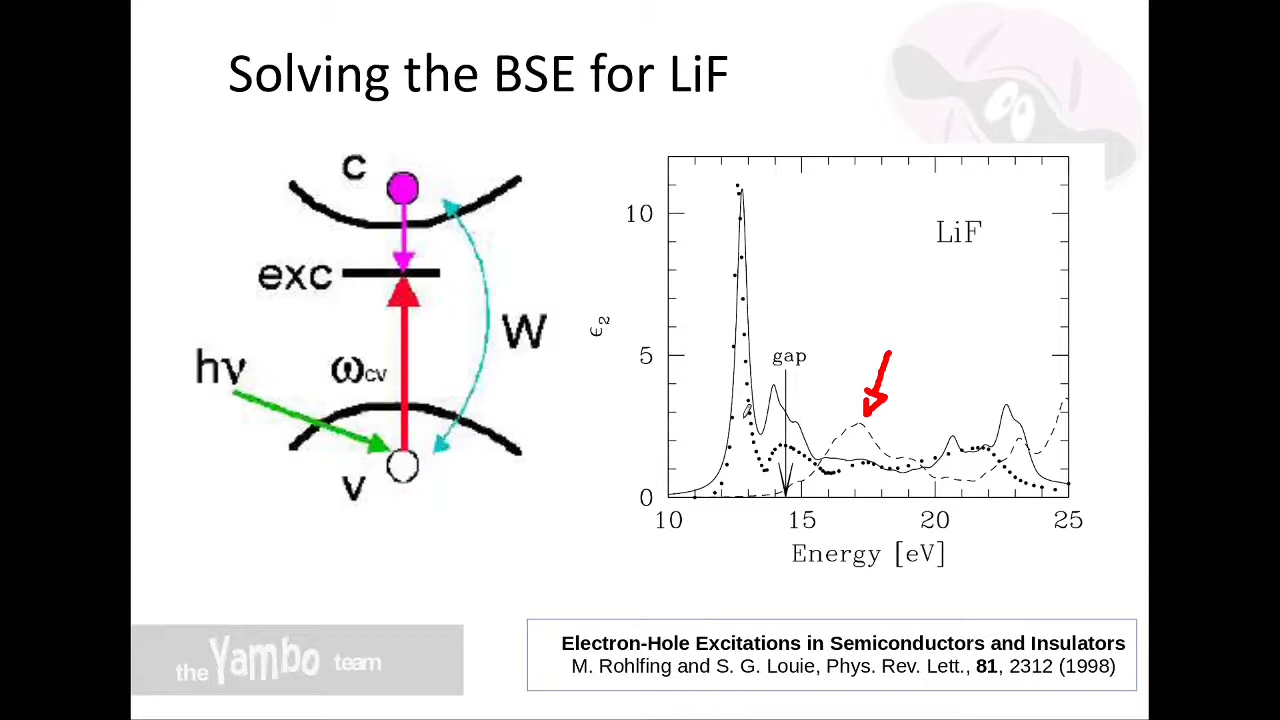 Solving the BSE for LiF
c
exc
W
hν
ωcv
v
10
5
0
ϵ2
LiF
gap
10 15 20 25
Energy [eV]
the Yambo team
Electron-Hole Excitations in Semiconductors and Insulators
M. Rohlfing and S. G. Louie, Phys. Rev. Lett., 81, 2312 (1998)